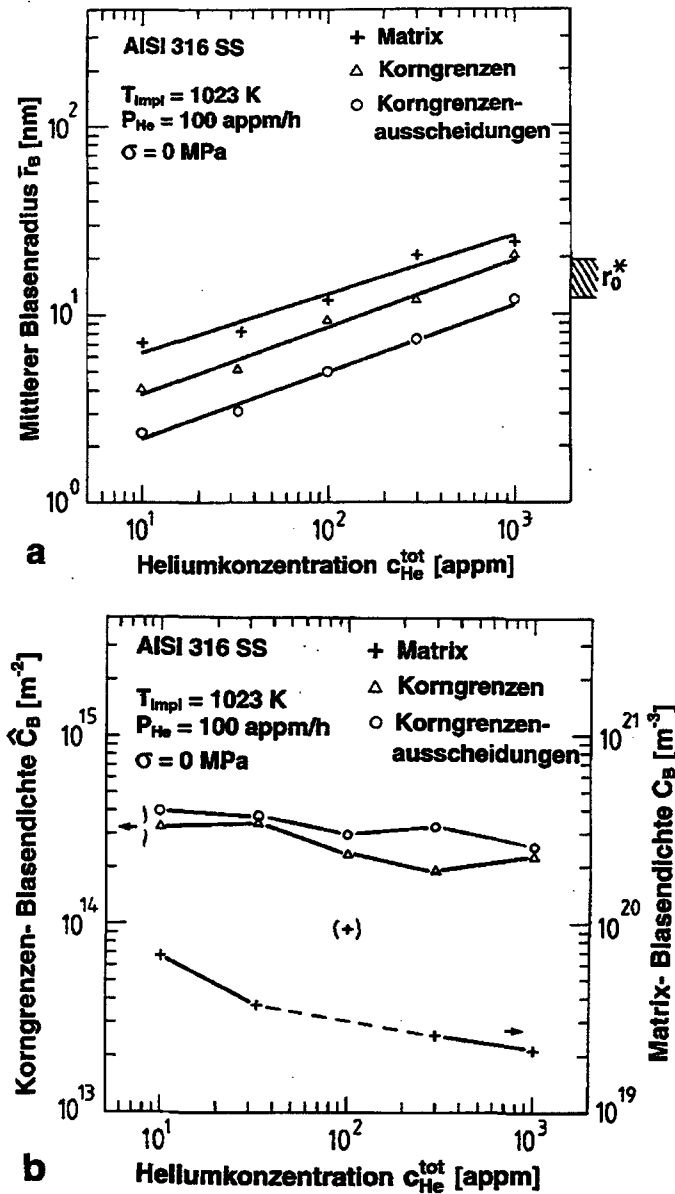 AISI 316 SS
T_Impl = 1023 K
P_He = 100 appm/h
σ = 0 MPa
+ Matrix
△ Korngrenzen
○ Korngrenzen-
ausscheidungen
Mittlerer Blasenradius r̄_B [nm]
10²
10¹
10⁰
r₀*
10¹ 10² 10³
Heliumkonzentration c_He^tot [appm]
a
AISI 316 SS
T_Impl = 1023 K
P_He = 100 appm/h
σ = 0 MPa
+ Matrix
△ Korngrenzen
○ Korngrenzen-
ausscheidungen
Korngrenzen- Blasendichte Ĉ_B [m⁻²]
10¹⁵
10¹⁴
10¹³
(+)
Matrix- Blasendichte C_B [m⁻³]
10²¹
10²⁰
10¹⁹
10¹ 10² 10³
Heliumkonzentration c_He^tot [appm]
b